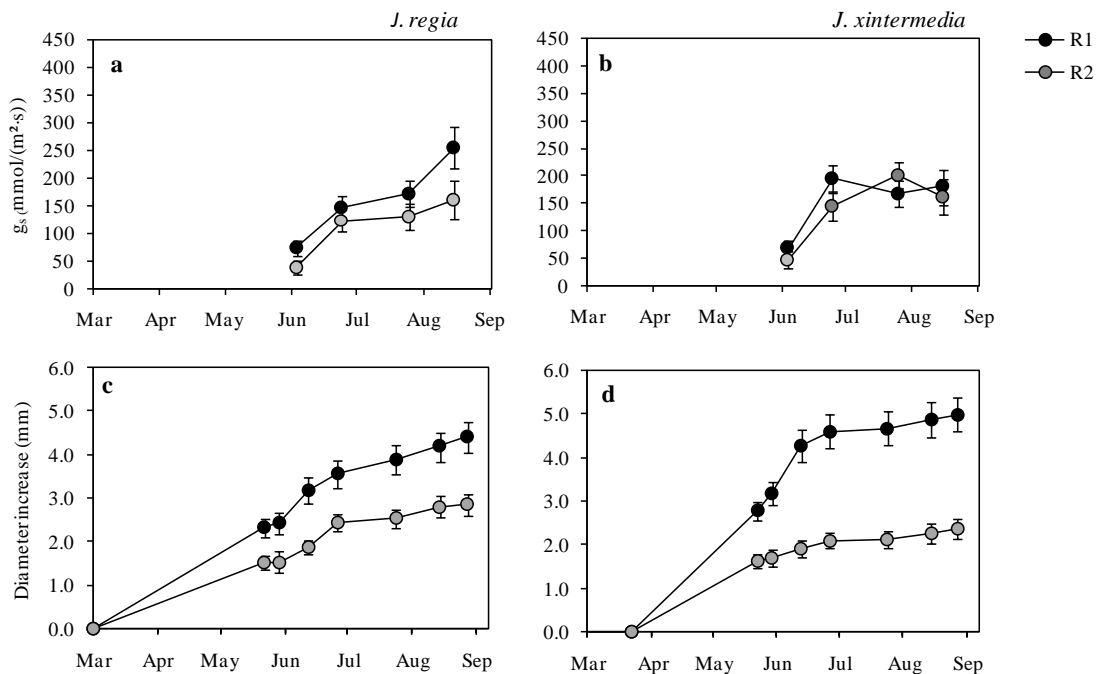 J. regia
J. xintermedia
R1
R2
a
b
gs (mmol/(m²·s))
450
400
350
300
250
200
150
100
50
0
Mar Apr May Jun Jul Aug Sep
450
400
350
300
250
200
150
100
50
0
Mar Apr May Jun Jul Aug Sep
c
d
Diameter increase (mm)
6.0
5.0
4.0
3.0
2.0
1.0
0.0
Mar Apr May Jun Jul Aug Sep
6.0
5.0
4.0
3.0
2.0
1.0
0.0
Mar Apr May Jun Jul Aug Sep